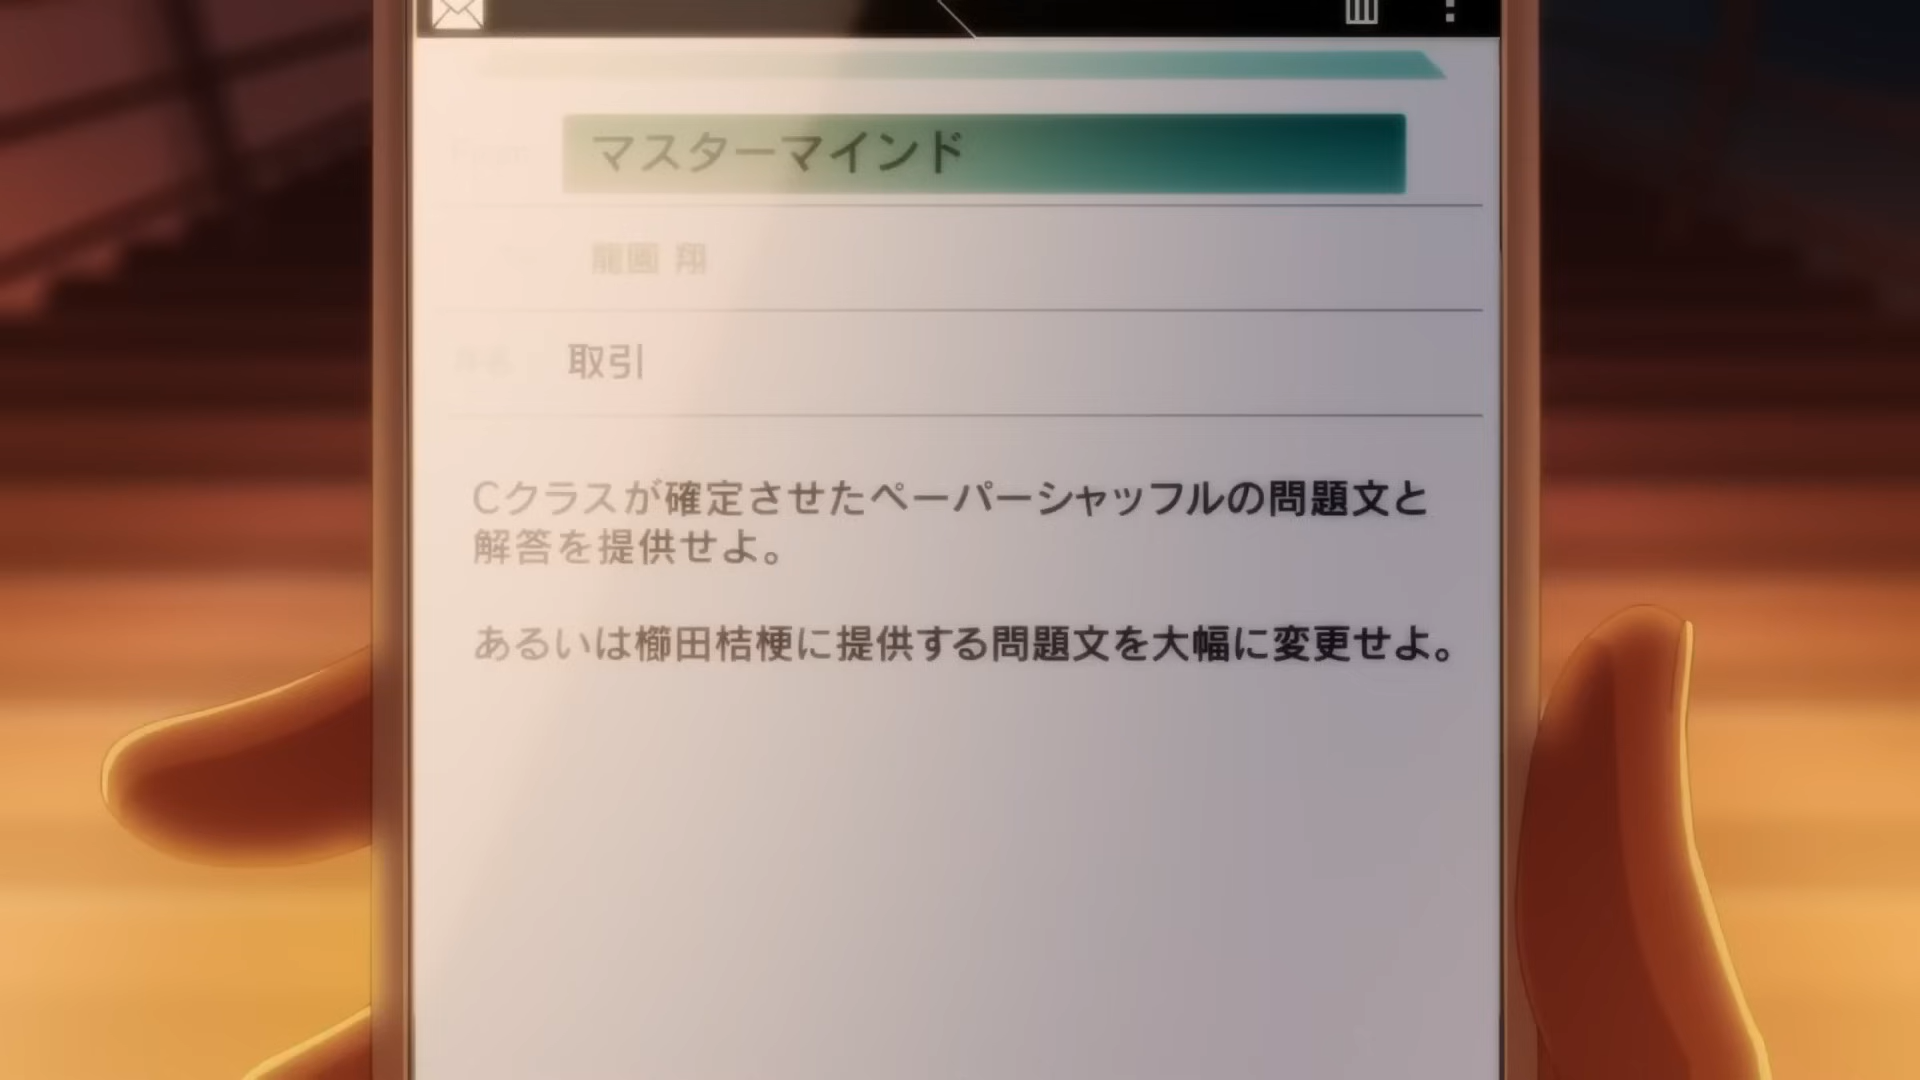 マスターマインド
龍園 翔
件名
取引
Cクラスが確定させたペーパーシャッフルの問題文と
解答を提供せよ。
あるいは櫛田桔梗に提供する問題文を大幅に変更せよ。